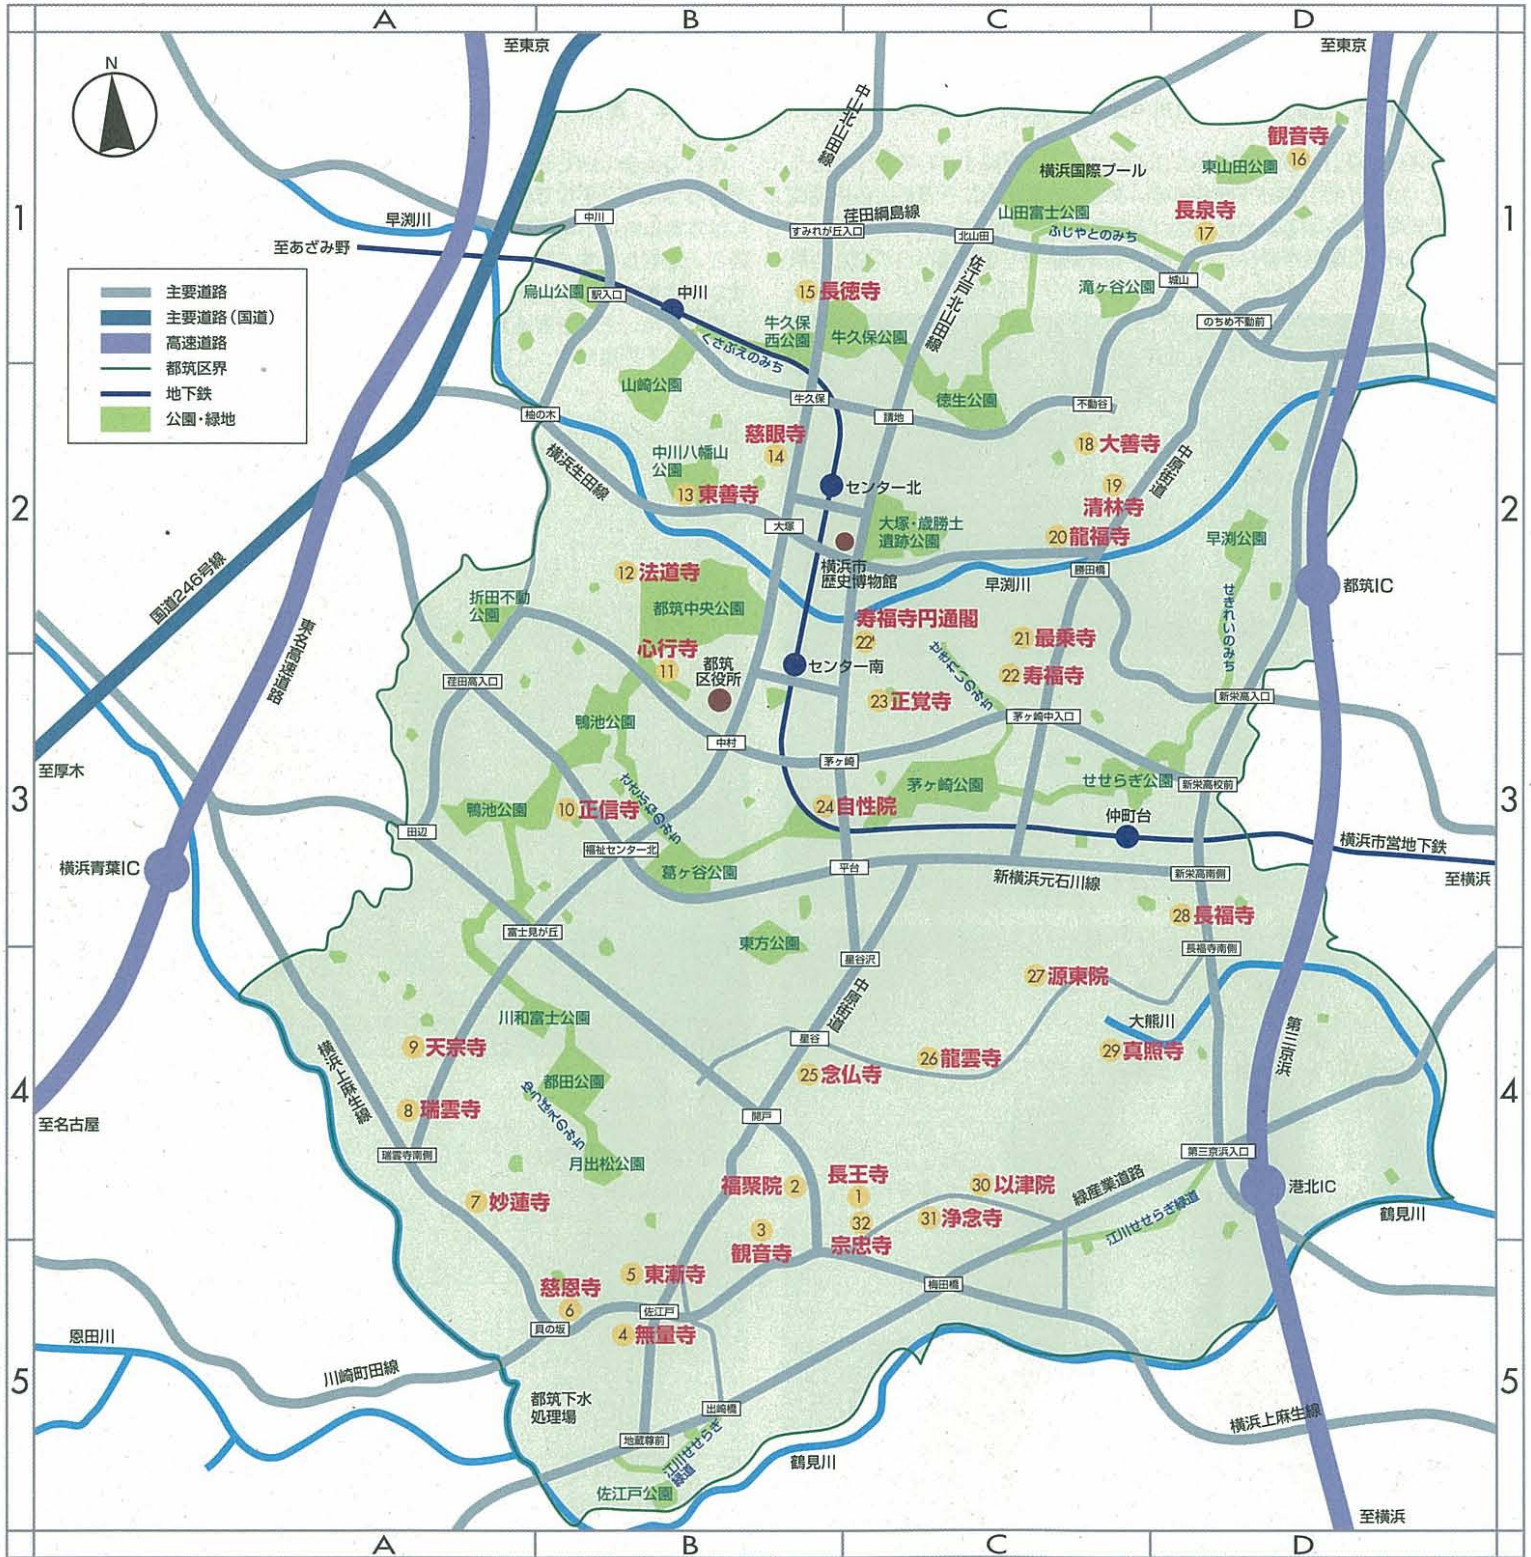 A
B
C
D
至東京
至東京
N
中山北山田線
観音寺
16
東山田公園
横浜国際プール
1
早渕川
中川
荏田綱島線
すみれが丘入口
山田富士公園
長泉寺
17
1
至あざみ野
北山田
ふじやとのみち
主要道路
主要道路(国道)
高速道路
都筑区界
地下鉄
公園・緑地
烏山公園
駅入口
中川
15 長徳寺
佐江戸北山田線
滝ヶ谷公園
城山
のちめ不動前
牛久保
西公園
牛久保公園
くさぶえのみち
山崎公園
牛久保
徳生公園
不動谷
柚の木
請地
慈眼寺
14
18 大善寺
横浜生田線
中川八幡山
公園
中原街道
13 東善寺
センター北
19
清林寺
2
2
大塚
大塚・歳勝土
遺跡公園
20 龍福寺
早渕公園
横浜市
歴史博物館
勝田橋
国道246号線
12 法道寺
早渕川
都筑IC
折田不動
公園
都筑中央公園
せきれいのみち
寿福寺円通閣
22
21 最乗寺
東名高速道路
心行寺
11
都筑
区役所
センター南
せきれいのみち
22 寿福寺
荏田高入口
新栄高入口
23 正覚寺
鴨池公園
茅ヶ崎中入口
中村
茅ヶ崎
至厚木
せせらぎ公園
新栄高校前
茅ヶ崎公園
3
3
鴨池公園
10 正信寺
ささぶねのみち
24 自性院
仲町台
田辺
横浜市営地下鉄
福祉センター北
横浜青葉IC
葛ヶ谷公園
平台
新横浜元石川線
新栄高南側
至横浜
28 長福寺
富士見が丘
東方公園
長福寺南側
星谷沢
27 源東院
中原街道
川和富士公園
大熊川
第三京浜
9 天宗寺
横浜上麻生線
星谷
26 龍雲寺
29 真照寺
都田公園
25 念仏寺
4
4
8 瑞雲寺
ゆうばえのみち
開戸
至名古屋
瑞雲寺南側
月出松公園
第三京浜入口
福聚院 2
長王寺
1
30 以津院
緑産業道路
港北IC
7 妙蓮寺
鶴見川
3
観音寺
32
宗忠寺
31 浄念寺
江川せせらぎ緑道
5 東漸寺
慈恩寺
6
梅田橋
佐江戸
貝の坂
4 無量寺
恩田川
川崎町田線
5
5
都筑下水
処理場
出崎橋
横浜上麻生線
地蔵尊前
江川せせらぎ
緑道
鶴見川
佐江戸公園
至横浜
A
B
C
D